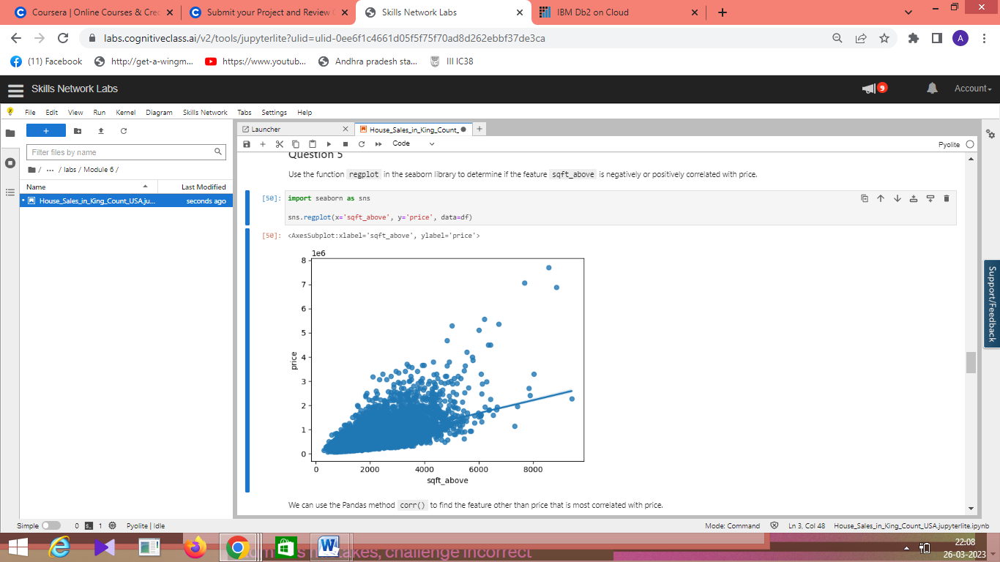 Coursera | Online Courses & Cre
Submit your Project and Review
Skills Network Labs
IBM Db2 on Cloud
labs.cognitiveclass.ai/v2/tools/jupyterlite?ulid=ulid-0ee6f1c4661d05f5f75f70ad8d262ebbf37de3ca
A
(11) Facebook
http://get-a-wingm...
https://www.youtub...
Andhra pradesh sta...
III IC38
Skills Network Labs
9
Account
File Edit View Run Kernel Diagram Skills Network Tabs Settings Help
Filter files by name
/ ... / labs / Module 6 /
Name Last Modified
House_Sales_in_King_Count_USA.ju... seconds ago
Launcher
House_Sales_in_King_Count_
Code
Pyolite
Question 5
Use the function regplot in the seaborn library to determine if the feature sqft_above is negatively or positively correlated with price.
[50]: import seaborn as sns
sns.regplot(x='sqft_above', y='price', data=df)
[50]: <AxesSubplot:xlabel='sqft_above', ylabel='price'>
1e6
8
7
6
5
4
3
2
1
0
price
0 2000 4000 6000 8000
sqft_above
We can use the Pandas method corr() to find the feature other than price that is most correlated with price.
Support/Feedback
Simple 0 1 Pyolite | Idle
Mode: Command Ln 3, Col 48 House_Sales_in_King_Count_USA.jupyterlite.ipynb
akes, challenge incorrect
22:08
26-03-2023